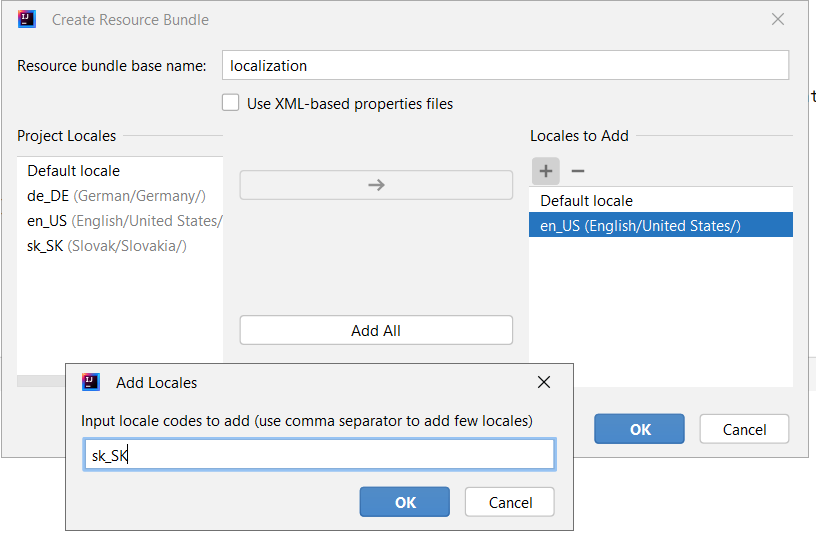 Create Resource Bundle
Resource bundle base name: localization
Use XML-based properties files
Project Locales
Default locale
de_DE (German/Germany/)
en_US (English/United States/
sk_SK (Slovak/Slovakia/)
Add All
Locales to Add
Default locale
en_US (English/United States/)
OK Cancel
Add Locales
Input locale codes to add (use comma separator to add few locales)
sk_SK
OK Cancel